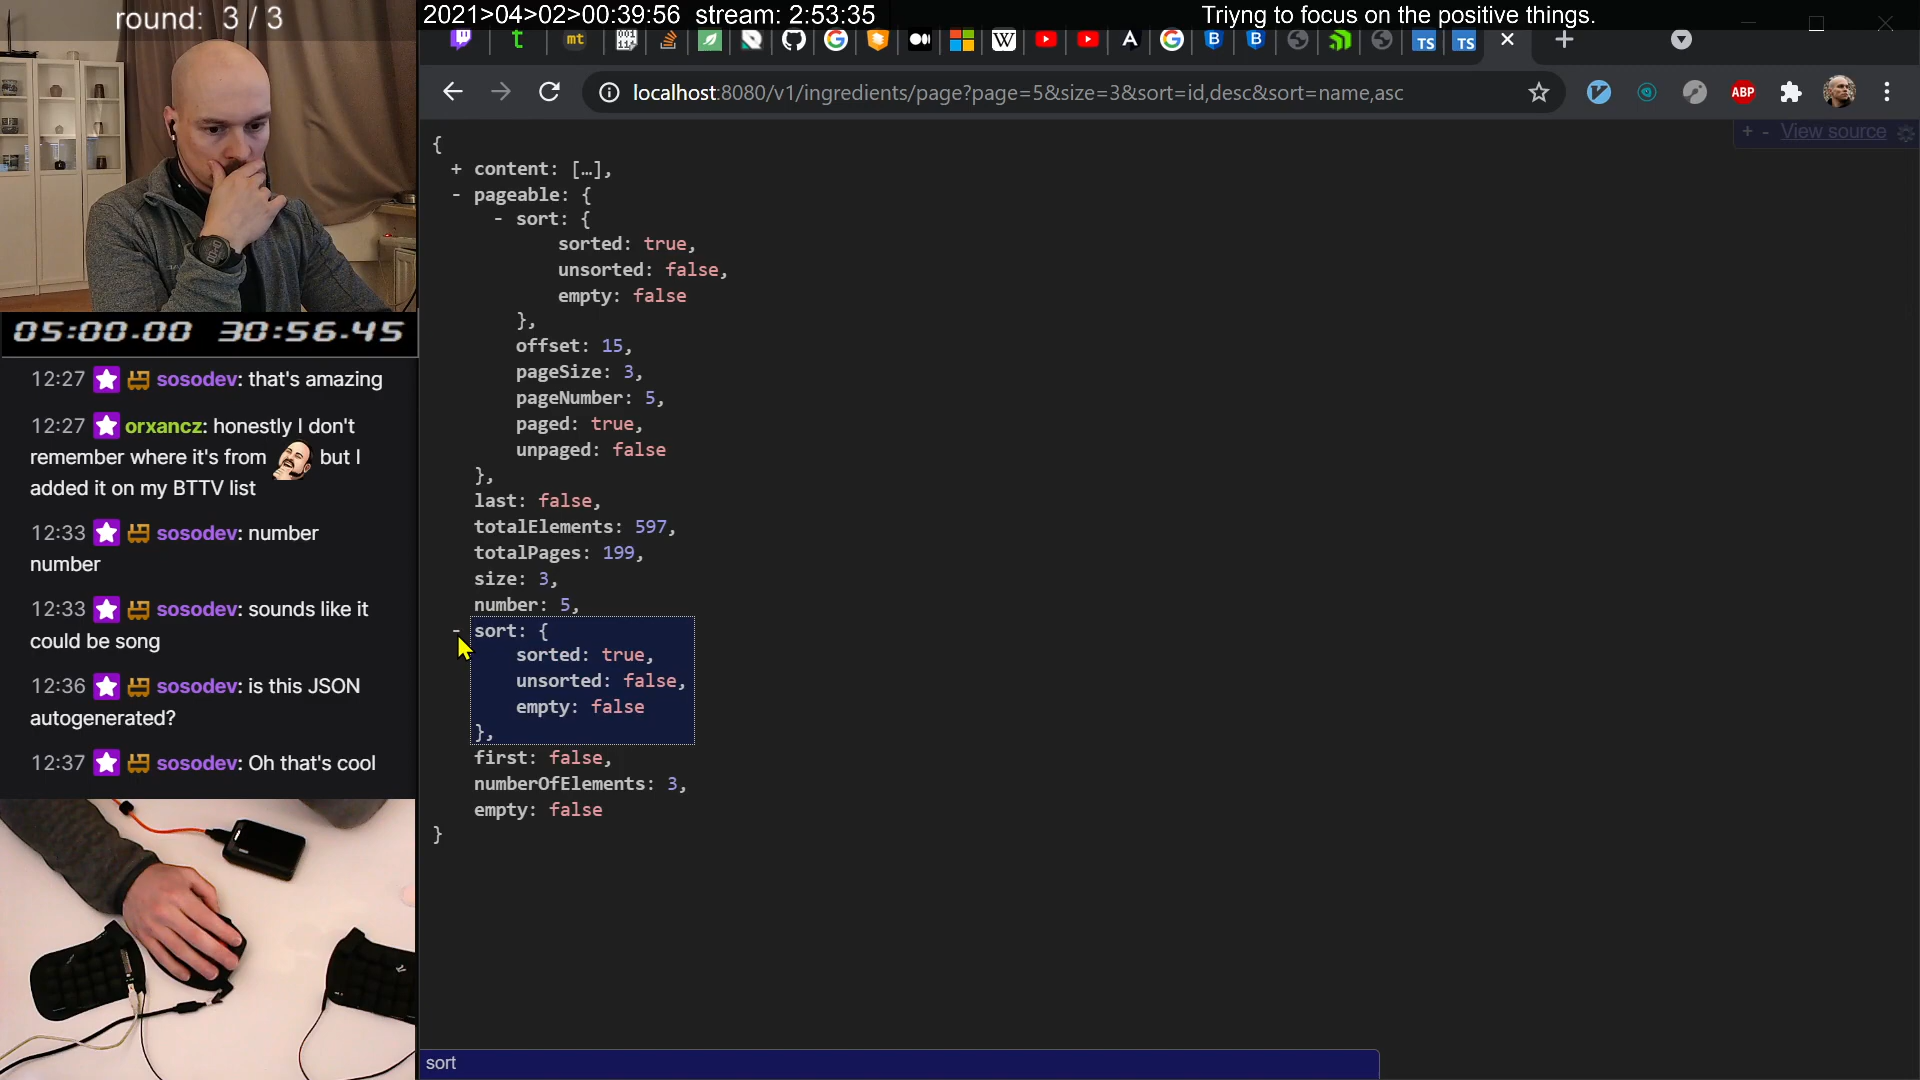 round: 3 / 3
2021>04>02>00:39:56 stream: 2:53:35
Triyng to focus on the positive things.
localhost:8080/v1/ingredients/page?page=5&size=3&sort=id,desc&sort=name,asc
ABP
+ - View source
{
+ content: […],
- pageable: {
- sort: {
sorted: true,
unsorted: false,
empty: false
},
offset: 15,
pageSize: 3,
pageNumber: 5,
paged: true,
unpaged: false
},
last: false,
totalElements: 597,
totalPages: 199,
size: 3,
number: 5,
- sort: {
sorted: true,
unsorted: false,
empty: false
},
first: false,
numberOfElements: 3,
empty: false
}
sort
05:00.00 30:56.45
12:27 sosodev: that's amazing
12:27 orxancz: honestly I don't
remember where it's from but I
added it on my BTTV list
12:33 sosodev: number
number
12:33 sosodev: sounds like it
could be song
12:36 sosodev: is this JSON
autogenerated?
12:37 sosodev: Oh that's cool